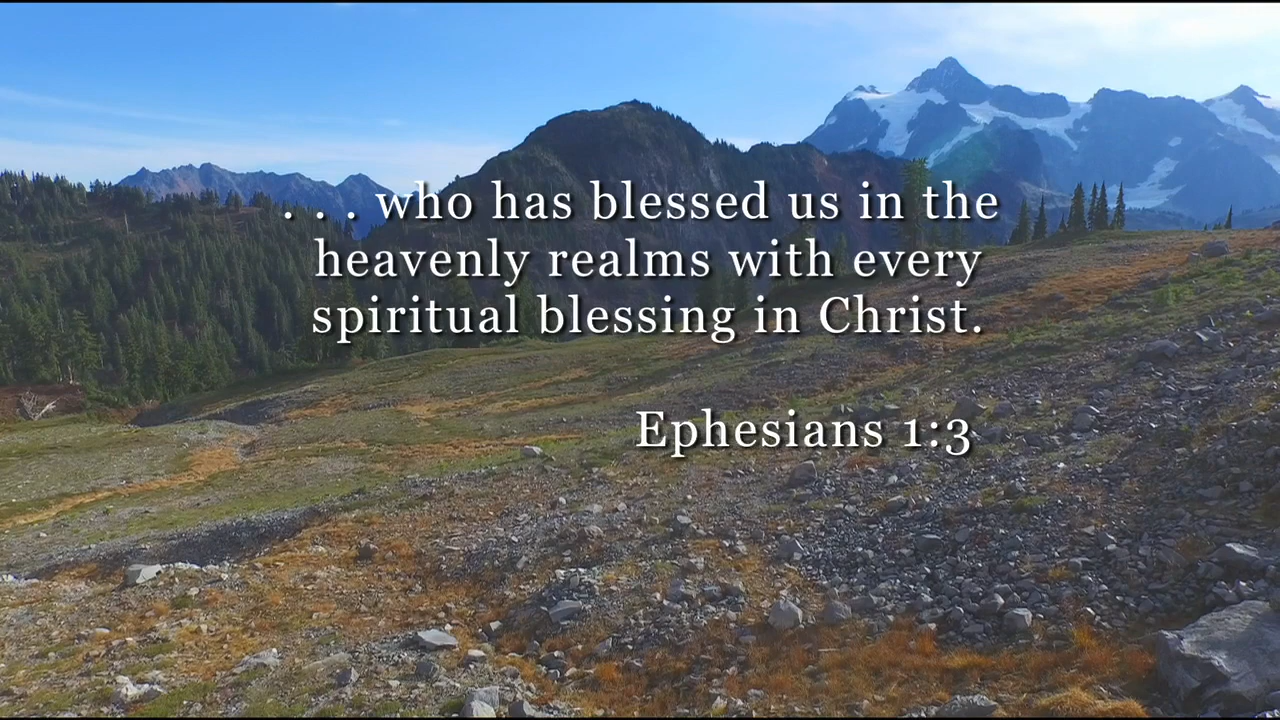 . . . who has blessed us in the
heavenly realms with every
spiritual blessing in Christ.
Ephesians 1:3